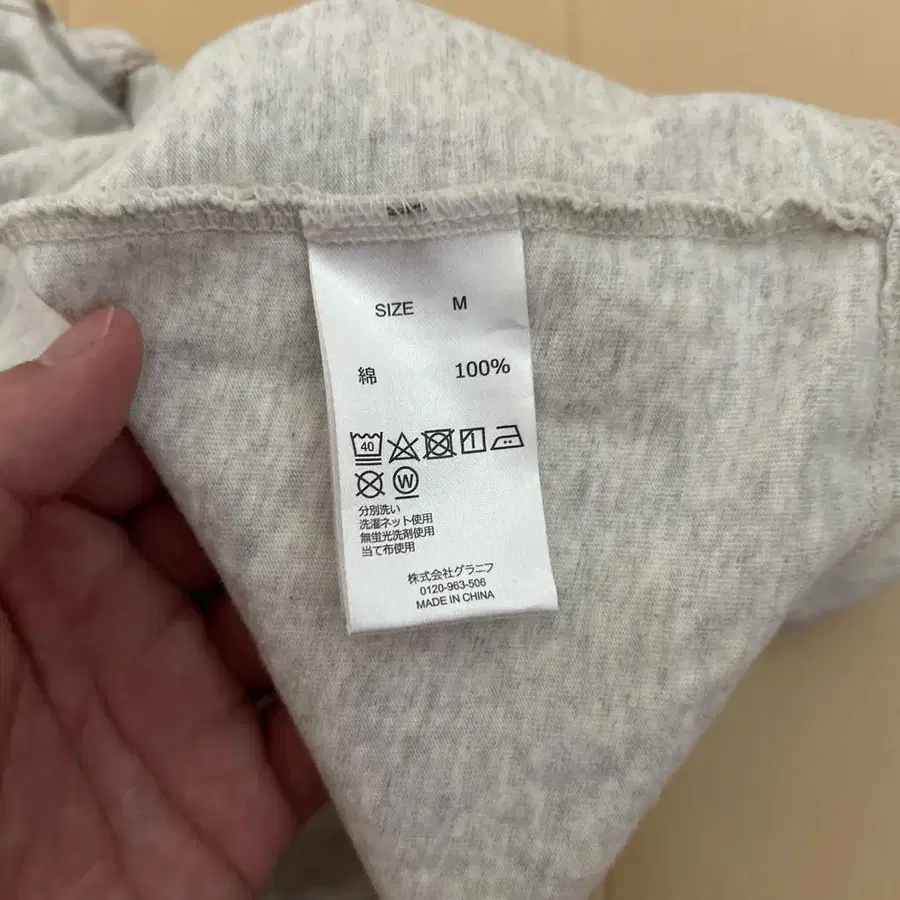 SIZE M
綿 100%
40
W
分別洗い
洗濯ネット使用
無蛍光洗剤使用
当て布使用
株式会社グラニフ
0120-963-506
MADE IN CHINA